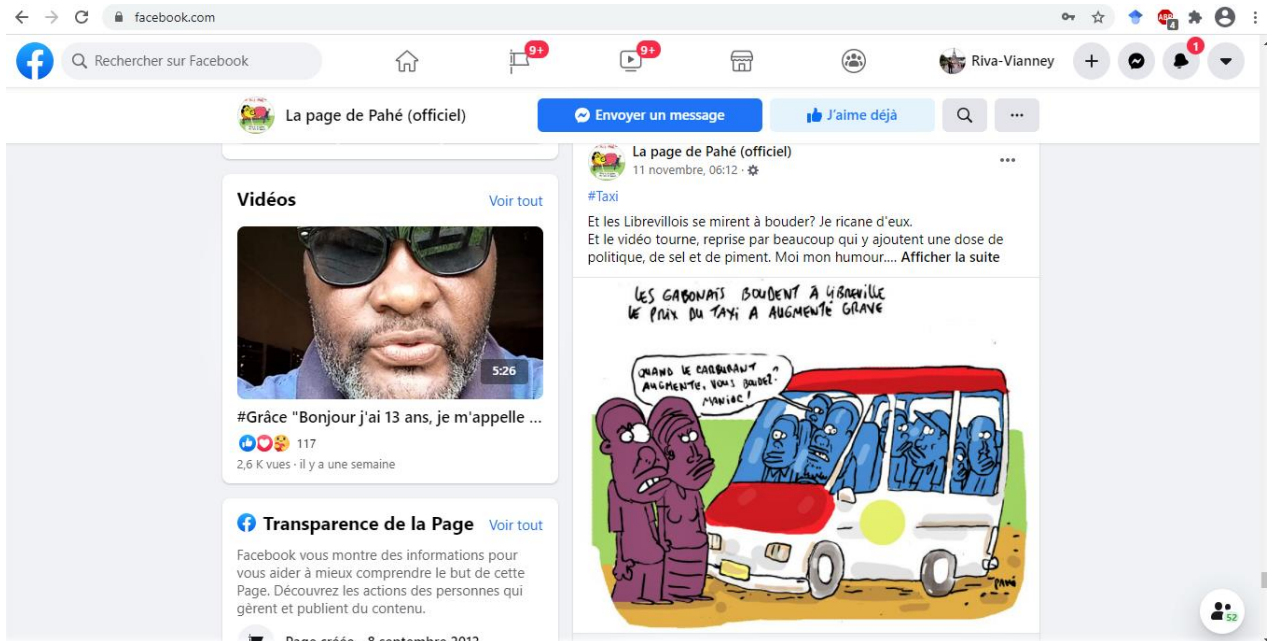 facebook.com
ABP
4
Rechercher sur Facebook
9+
9+
Riva-Vianney
1
La page de Pahé (officiel)
Envoyer un message
J'aime déjà
Vidéos
Voir tout
5:26
#Grâce "Bonjour j'ai 13 ans, je m'appelle ...
117
2,6 K vues · il y a une semaine
Transparence de la Page
Voir tout
Facebook vous montre des informations pour
vous aider à mieux comprendre le but de cette
Page. Découvrez les actions des personnes qui
gèrent et publient du contenu.
Page créée - 8 septembre 2012
La page de Pahé (officiel)
11 novembre, 06:12
#Taxi
Et les Librevillois se mirent à bouder? Je ricane d'eux.
Et le vidéo tourne, reprise par beaucoup qui y ajoutent une dose de
politique, de sel et de piment. Moi mon humour.... Afficher la suite
LES GABONAIS BOUDENT À LIBREVILLE
LE PRIX DU TAXI A AUGMENTÉ GRAVE
QUAND LE CARBURANT
AUGMENTE, VOUS BOUDEZ?
MANIOC!
PAHÉ
52